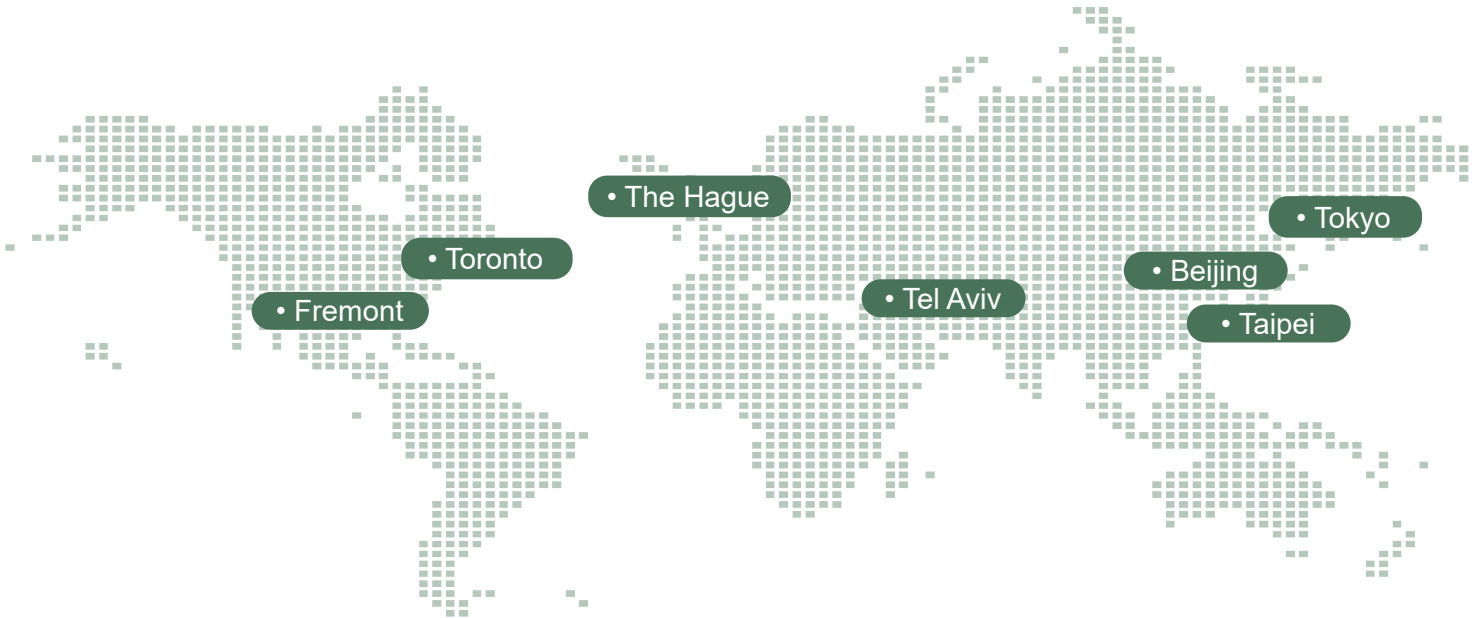 • The Hague
• Tokyo
• Toronto
• Beijing
• Tel Aviv
• Fremont
• Taipei